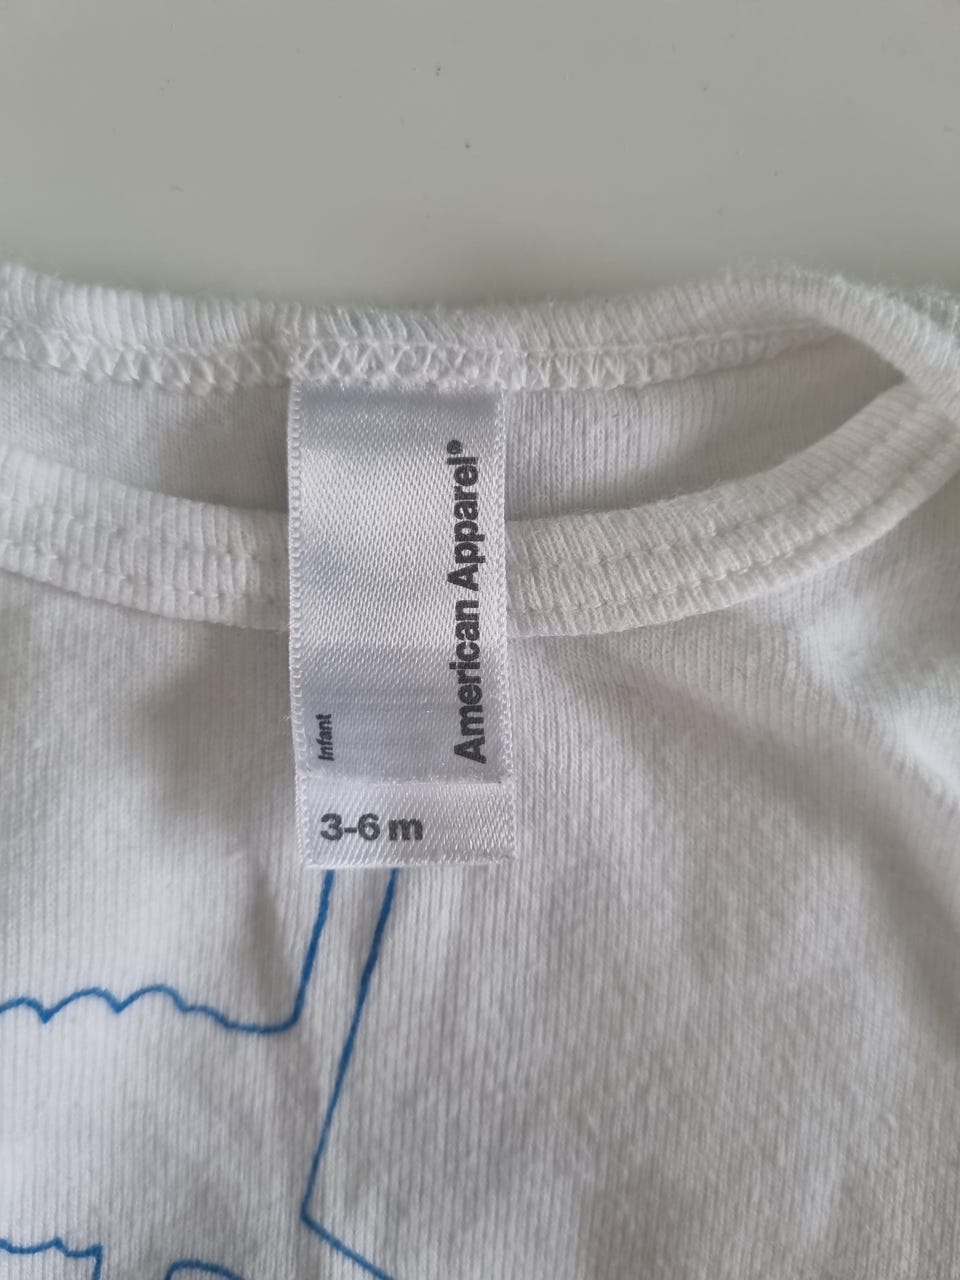 American Apparel®
Infant
3-6 m